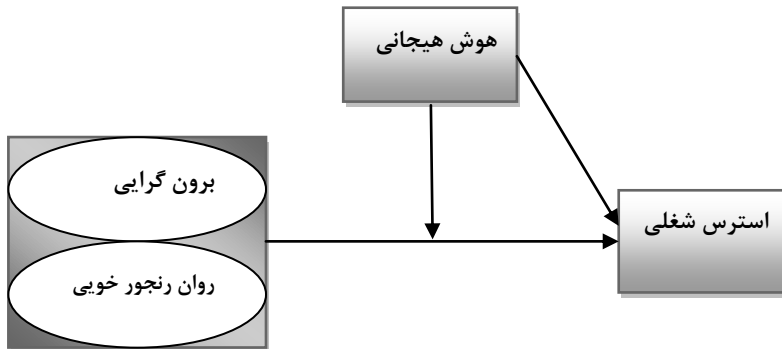 هوش هیجانی
برون گرایی
استرس شغلی
روان رنجور خویی